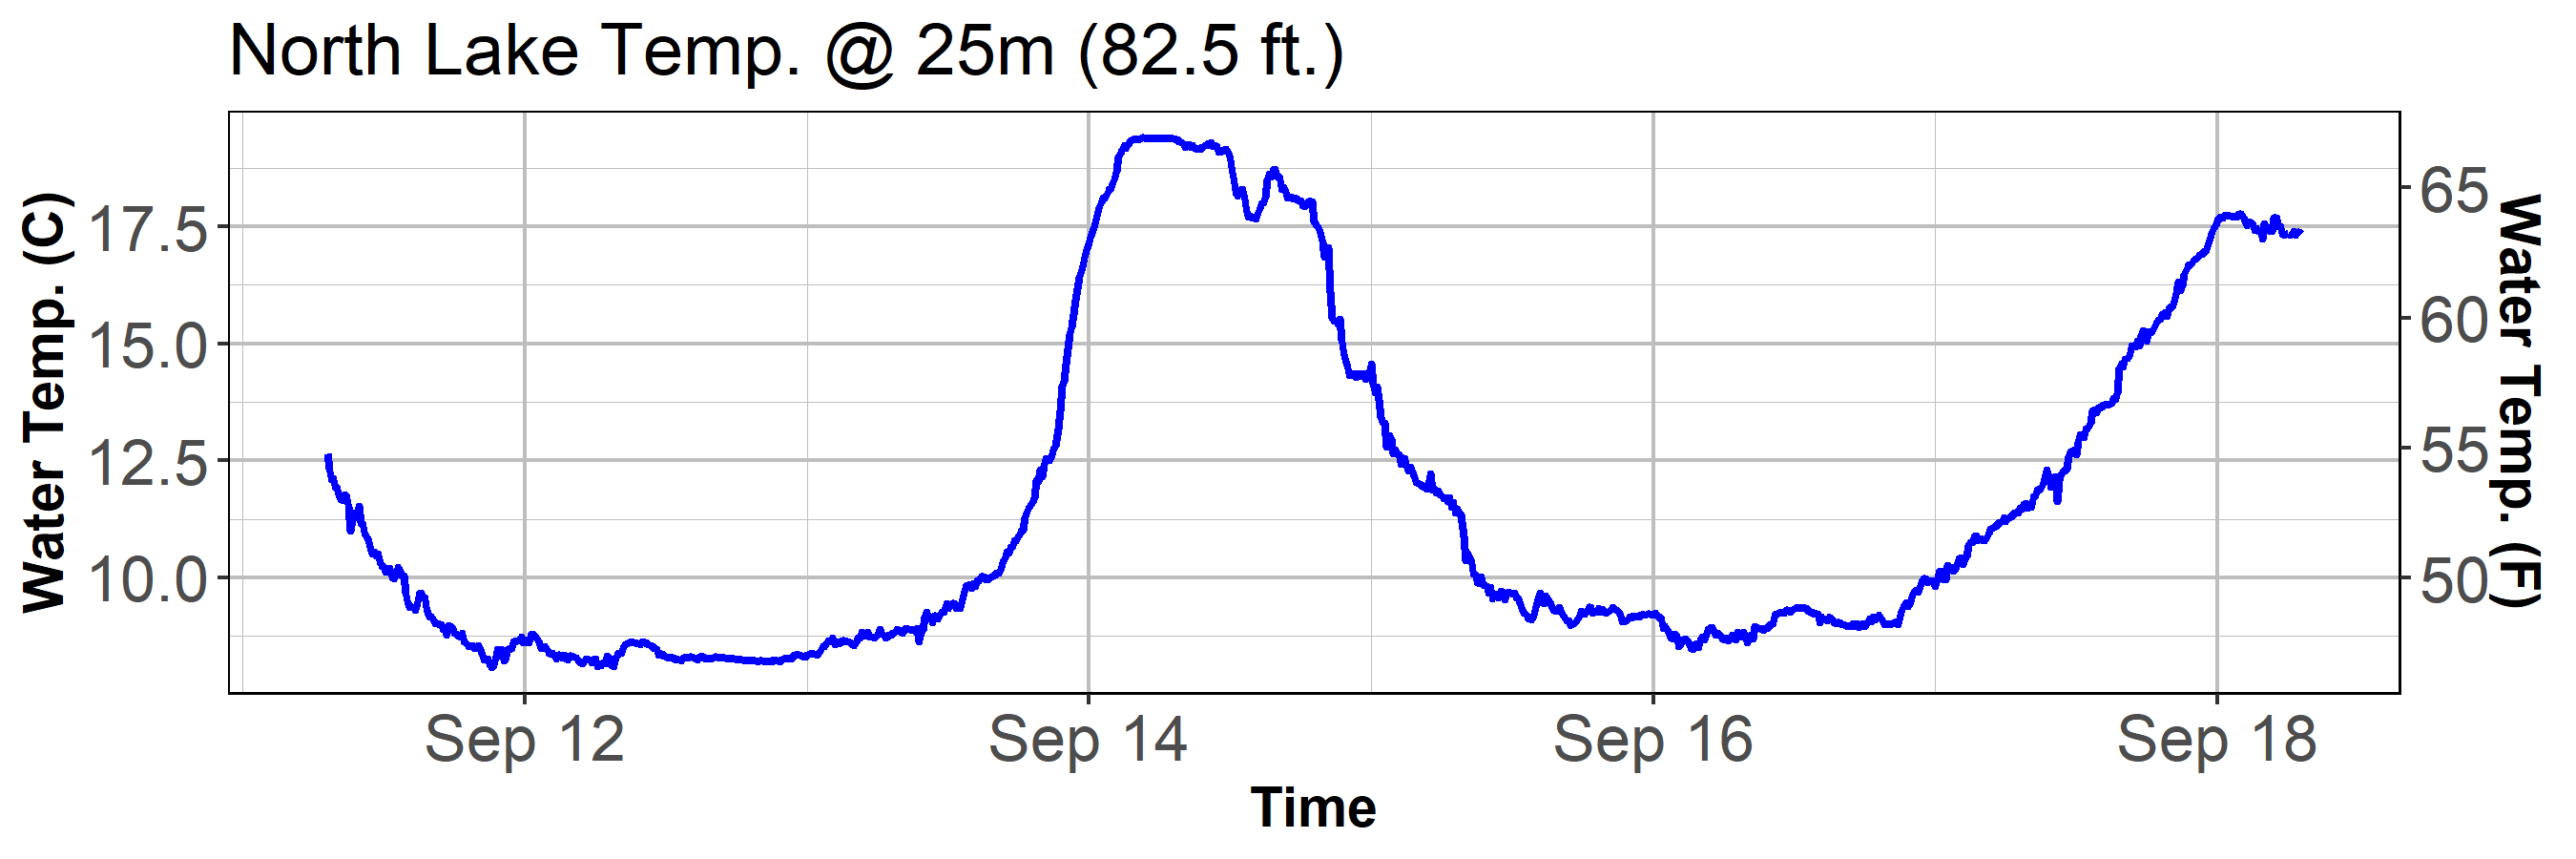 North Lake Temp. @ 25m (82.5 ft.)
Water Temp. (C)
17.5
15.0
12.5
10.0
65
60
55
50
Water Temp. (F)
Sep 12
Sep 14
Sep 16
Sep 18
Time